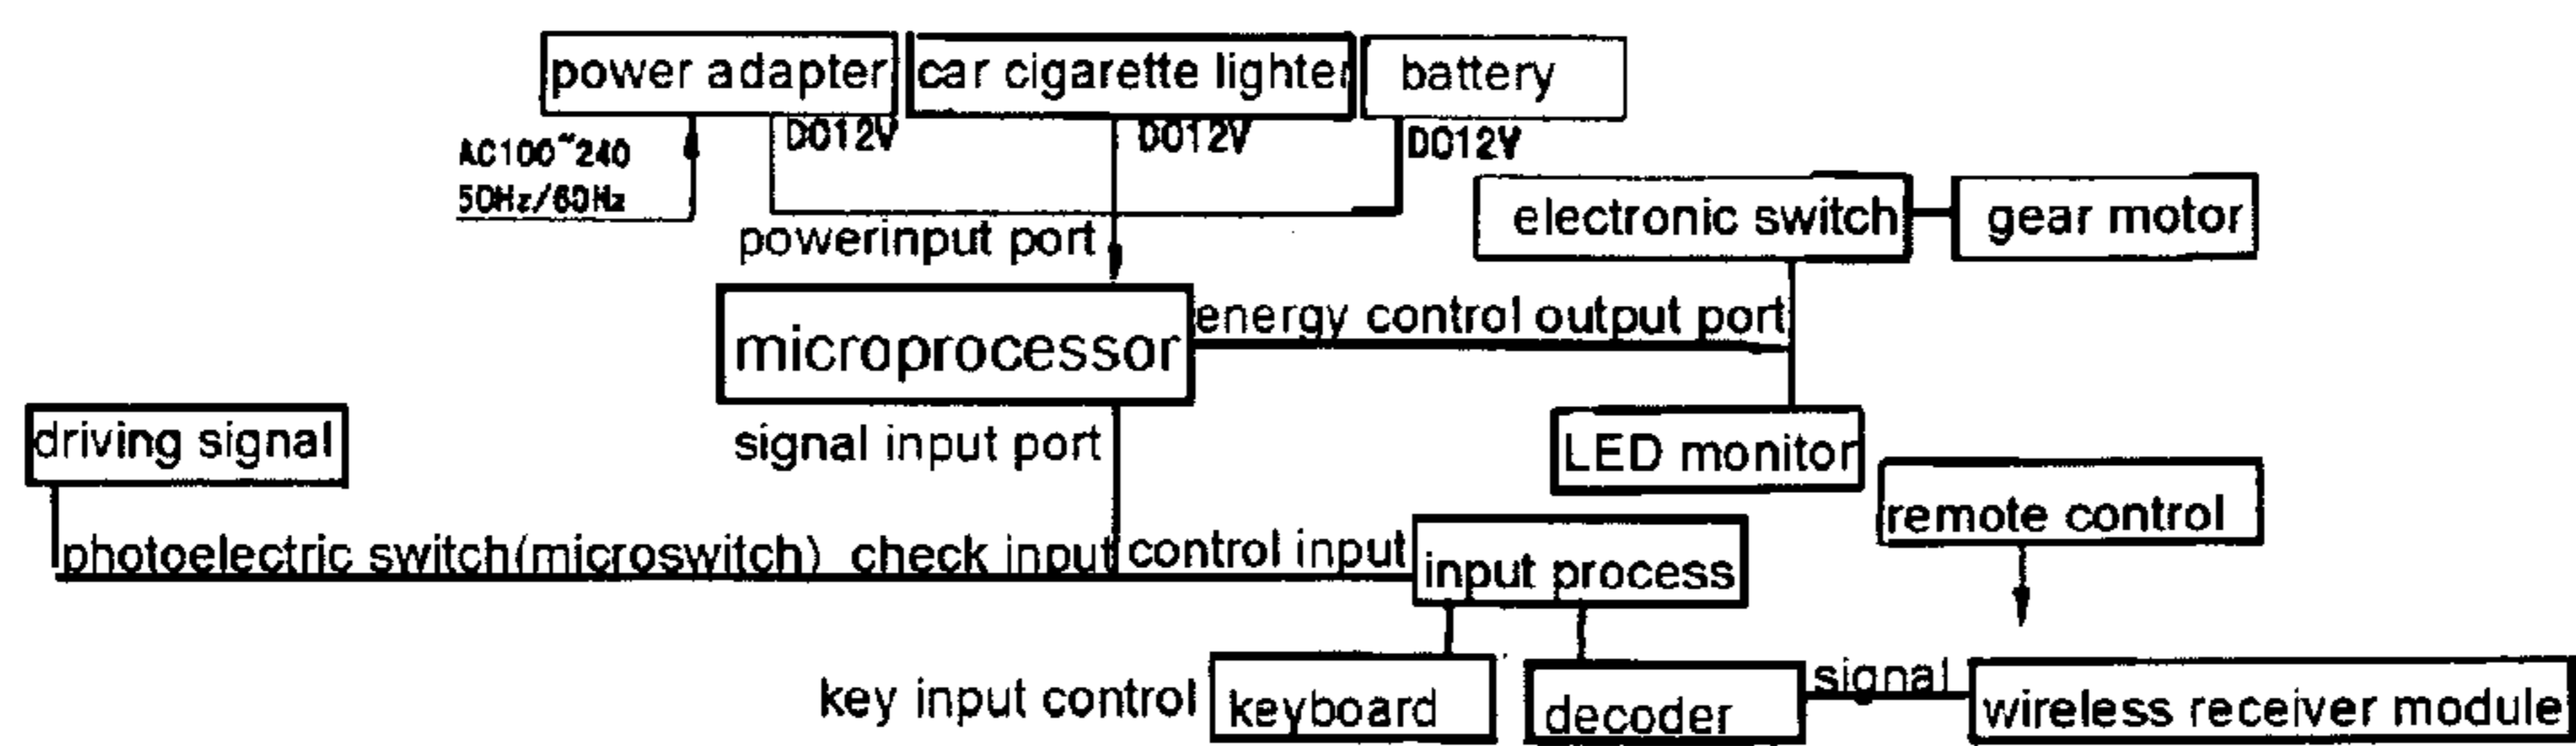 power adapter
car cigarette lighter
battery
DC12V
DC12V
DC12V
AC100~240
50Hz/60Hz
electronic switch
gear motor
powerinput port
energy control output port
microprocessor
driving signal
signal input port
LED monitor
remote control
photoelectric switch(microswitch) check input
control input
input process
key input control
keyboard
decoder
signal
wireless receiver module